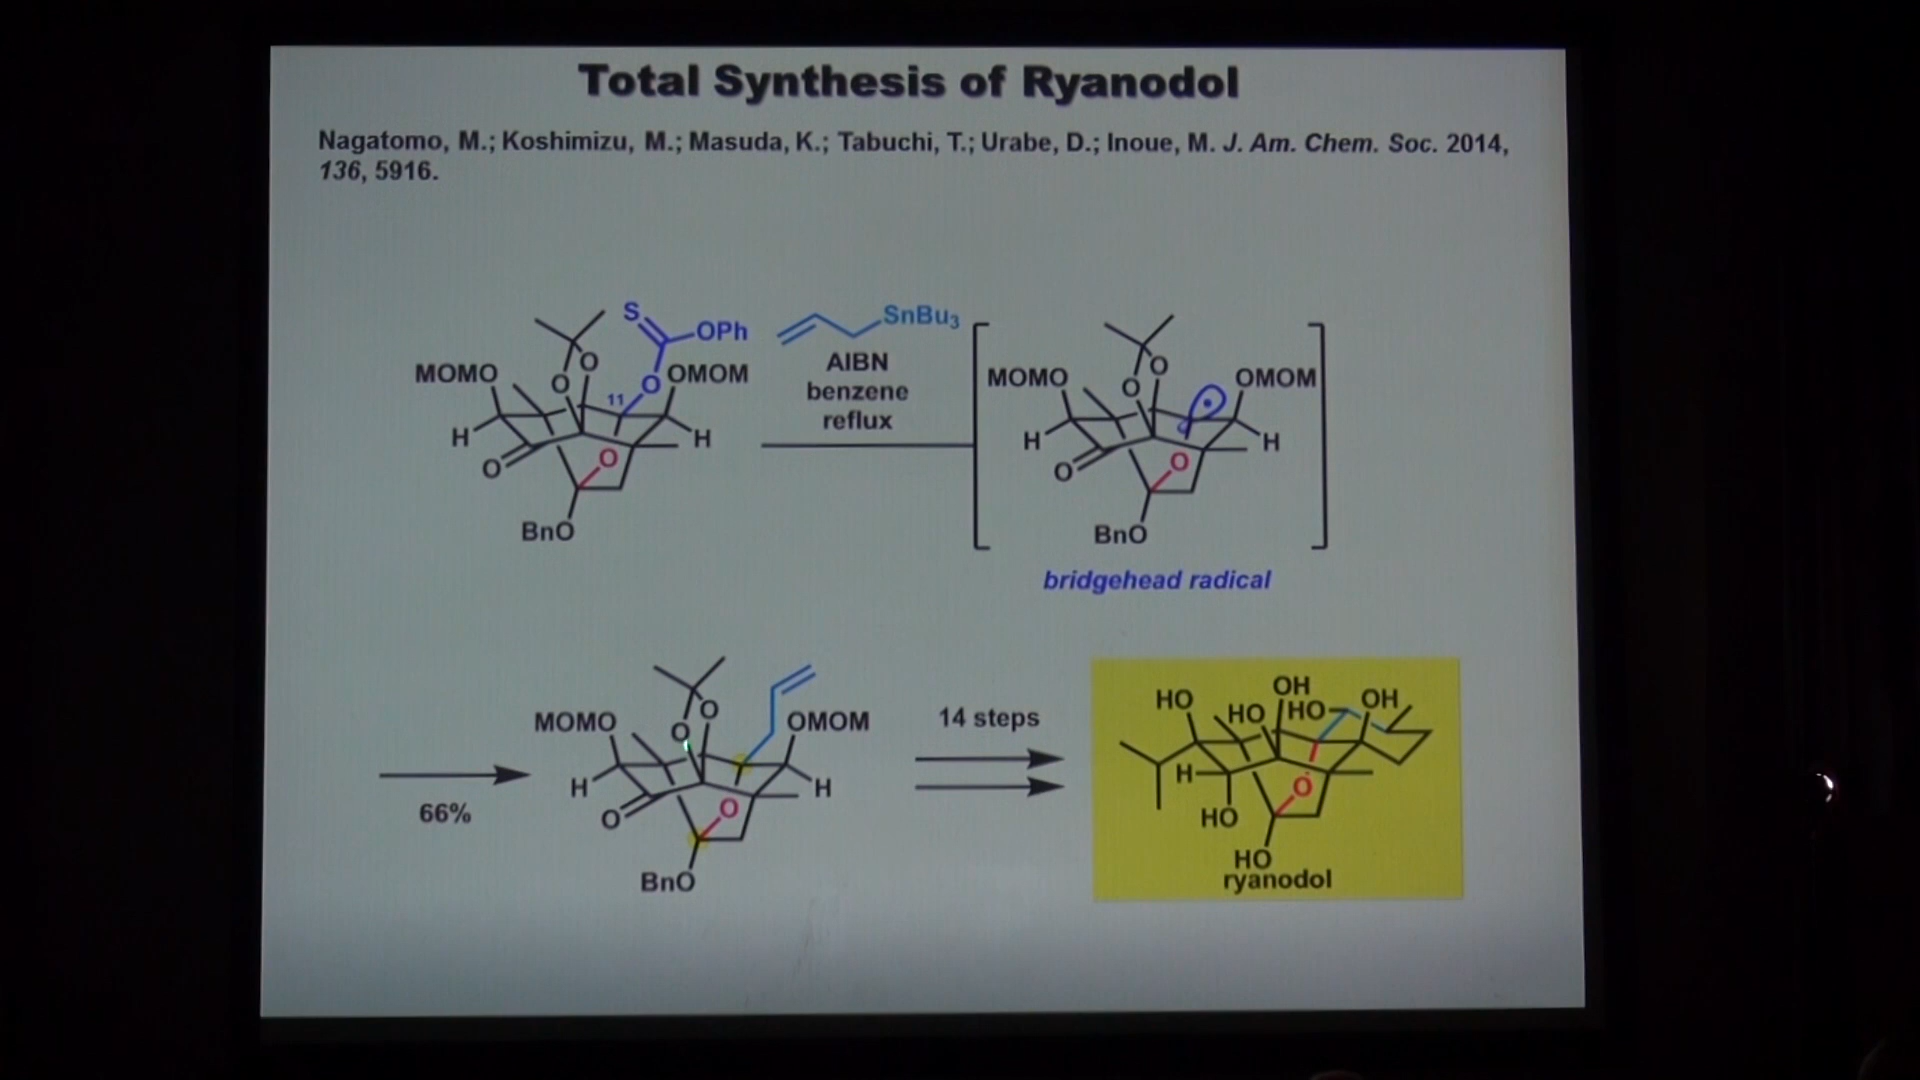 Total Synthesis of Ryanodol
Nagatomo, M.; Koshimizu, M.; Masuda, K.; Tabuchi, T.; Urabe, D.; Inoue, M. J. Am. Chem. Soc. 2014,
136, 5916.
S
OPh
O
O
O
11
MOMO
OMOM
H
H
O
O
BnO
SnBu3
AIBN
benzene
reflux
O
O
MOMO
OMOM
H
H
O
O
BnO
bridgehead radical
66%
O
O
MOMO
OMOM
H
H
O
O
BnO
14 steps
HO
OH
HO
HO
OH
H
O
HO
HO
ryanodol